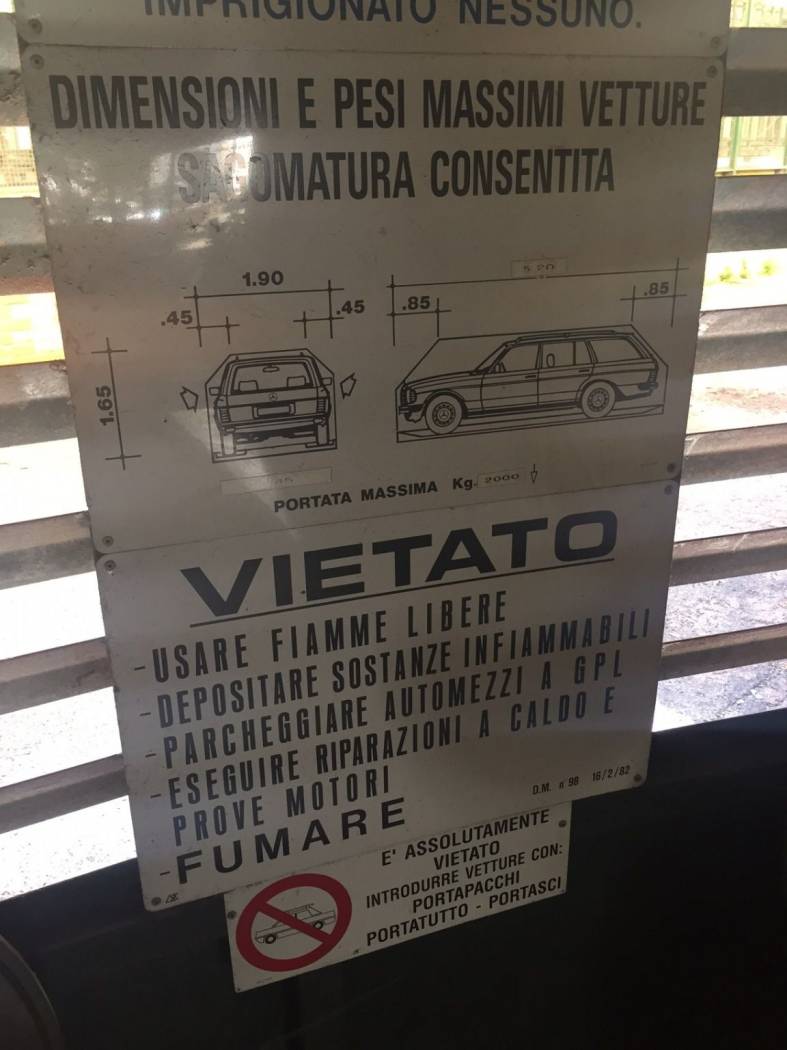 IMPRIGIONATO NESSUNO.
DIMENSIONI E PESI MASSIMI VETTURE
SAGOMATURA CONSENTITA
1.90
.45
.45
1.65
5.20
.85
.85
PORTATA MASSIMA Kg. 2000
VIETATO
-USARE FIAMME LIBERE
-DEPOSITARE SOSTANZE INFIAMMABILI
-PARCHEGGIARE AUTOMEZZI A GPL
-ESEGUIRE RIPARAZIONI A CALDO E
PROVE MOTORI
-FUMARE
D.M. n° 98 16/2/82
E' ASSOLUTAMENTE
VIETATO
INTRODURRE VETTURE CON:
PORTAPACCHI
PORTATUTTO - PORTASCI